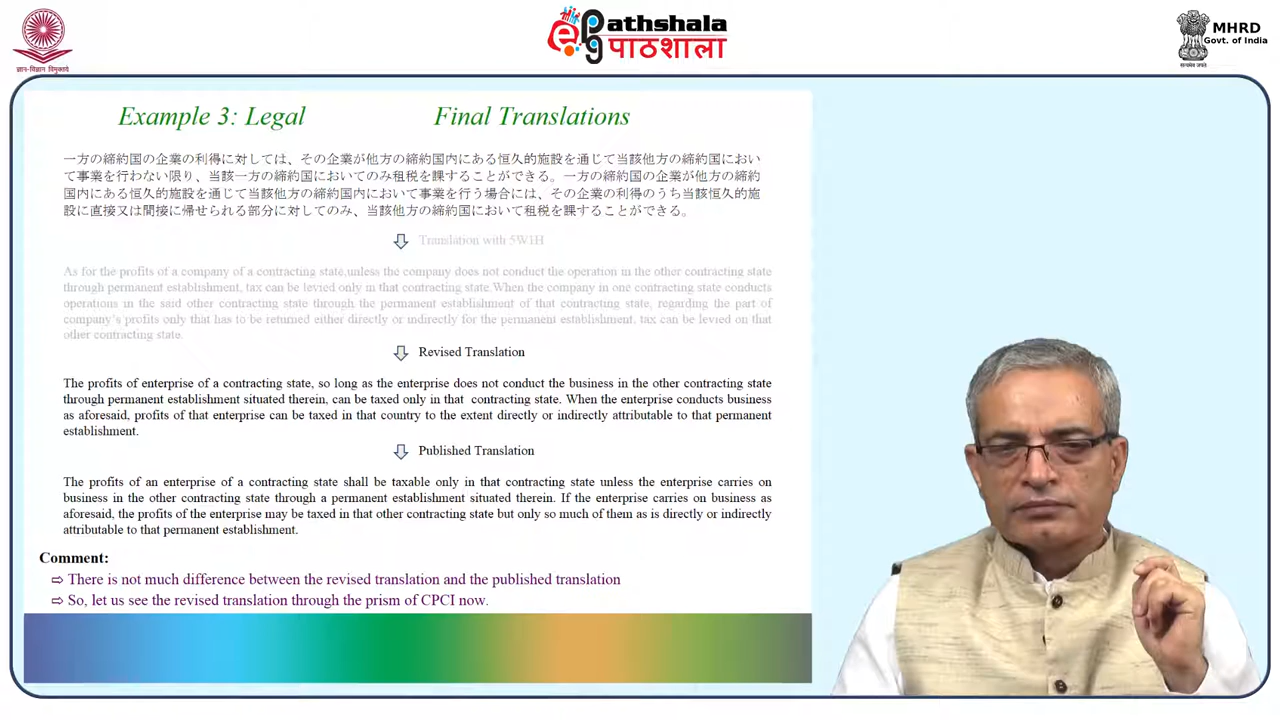 ज्ञान-विज्ञान विमुक्तये
epathshala
पाठशाला
MHRD
Govt. of India
सत्यमेव जयते
Example 3: Legal
Final Translations
一方の締約国の企業の利得に対しては、その企業が他方の締約国内にある恒久的施設を通じて当該他方の締約国におい
て事業を行わない限り、当該一方の締約国においてのみ租税を課することができる。一方の締約国の企業が他方の締約
国内にある恒久的施設を通じて当該他方の締約国内において事業を行う場合には、その企業の利得のうち当該恒久的施
設に直接又は間接に帰せられる部分に対してのみ、当該他方の締約国において租税を課することができる。
Translation with 5W1H
As for the profits of a company of a contracting state,unless the company does not conduct the operation in the other contracting state
through permanent establishment, tax can be levied only in that contracting state.When the company in one contracting state conducts
operations in the said other contracting state through the permanent establishment of that contracting state, regarding the part of
company's profits only that has to be returned either directly or indirectly for the permanent establishment, tax can be levied on that
other contracting state.
Revised Translation
The profits of enterprise of a contracting state, so long as the enterprise does not conduct the business in the other contracting state
through permanent establishment situated therein, can be taxed only in that contracting state. When the enterprise conducts business
as aforesaid, profits of that enterprise can be taxed in that country to the extent directly or indirectly attributable to that permanent
establishment.
Published Translation
The profits of an enterprise of a contracting state shall be taxable only in that contracting state unless the enterprise carries on
business in the other contracting state through a permanent establishment situated therein. If the enterprise carries on business as
aforesaid, the profits of the enterprise may be taxed in that other contracting state but only so much of them as is directly or indirectly
attributable to that permanent establishment.
Comment:
⇨ There is not much difference between the revised translation and the published translation
⇨ So, let us see the revised translation through the prism of CPCI now.